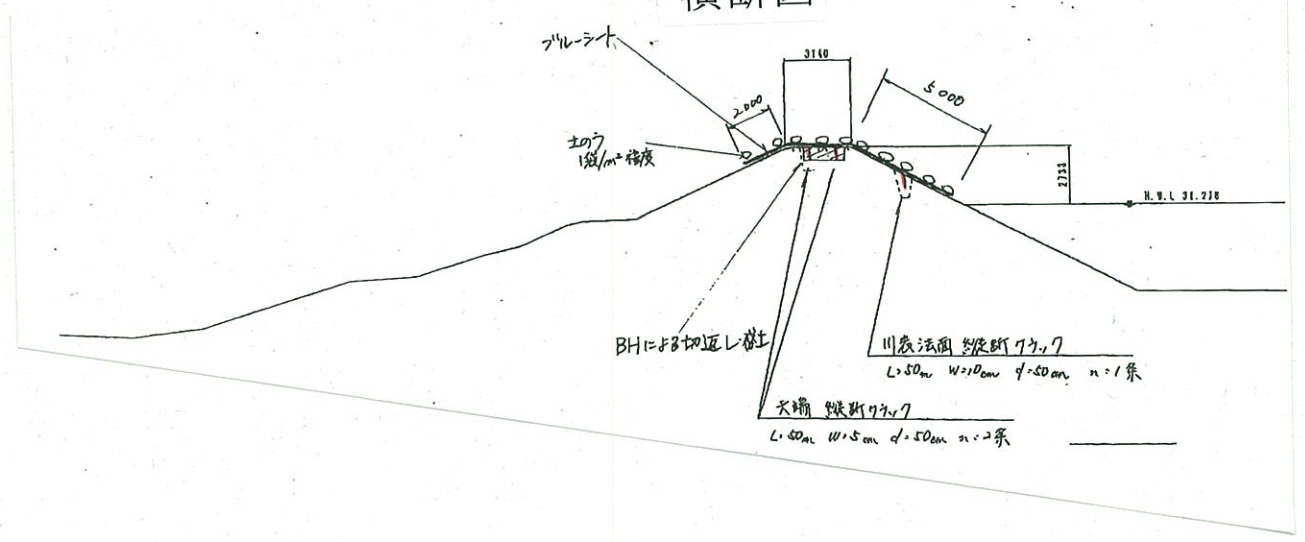 横断図
ブルーシート
3140
5000
2000
土のう
1袋/m² 程度
2733
H.W.L 31.238
BHによる切返し・盛土
川表法面 縦断クラック
L=50m W=10cm d=50cm n=1条
天端 縦断クラック
L=50m W=5cm d=50cm n=2条